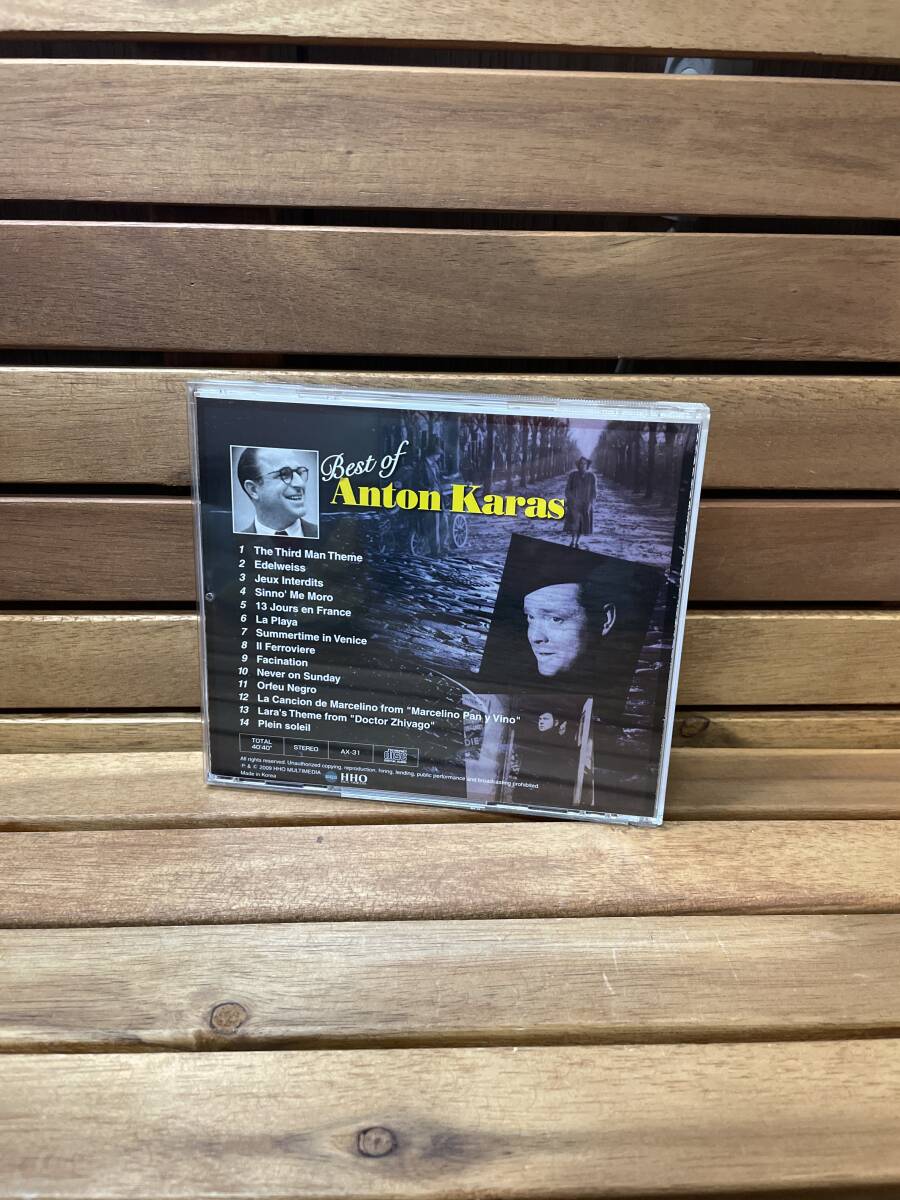 Best of
Anton Karas
1 The Third Man Theme
2 Edelweiss
3 Jeux Interdits
4 Sinno' Me Moro
5 13 Jours en France
6 La Playa
7 Summertime in Venice
8 Il Ferroviere
9 Facination
10 Never on Sunday
11 Orfeu Negro
12 La Cancion de Marcelino from "Marcelino Pan y Vino"
13 Lara's Theme from "Doctor Zhivago"
14 Plein soleil
TOTAL
40'40"
STEREO
AX-31
disc
All rights reserved. Unauthorized copying, reproduction, hiring, lending, public performance and broadcasting prohibited.
P. & © 2009 HHO MULTIMEDIA
HHO
Made in Korea